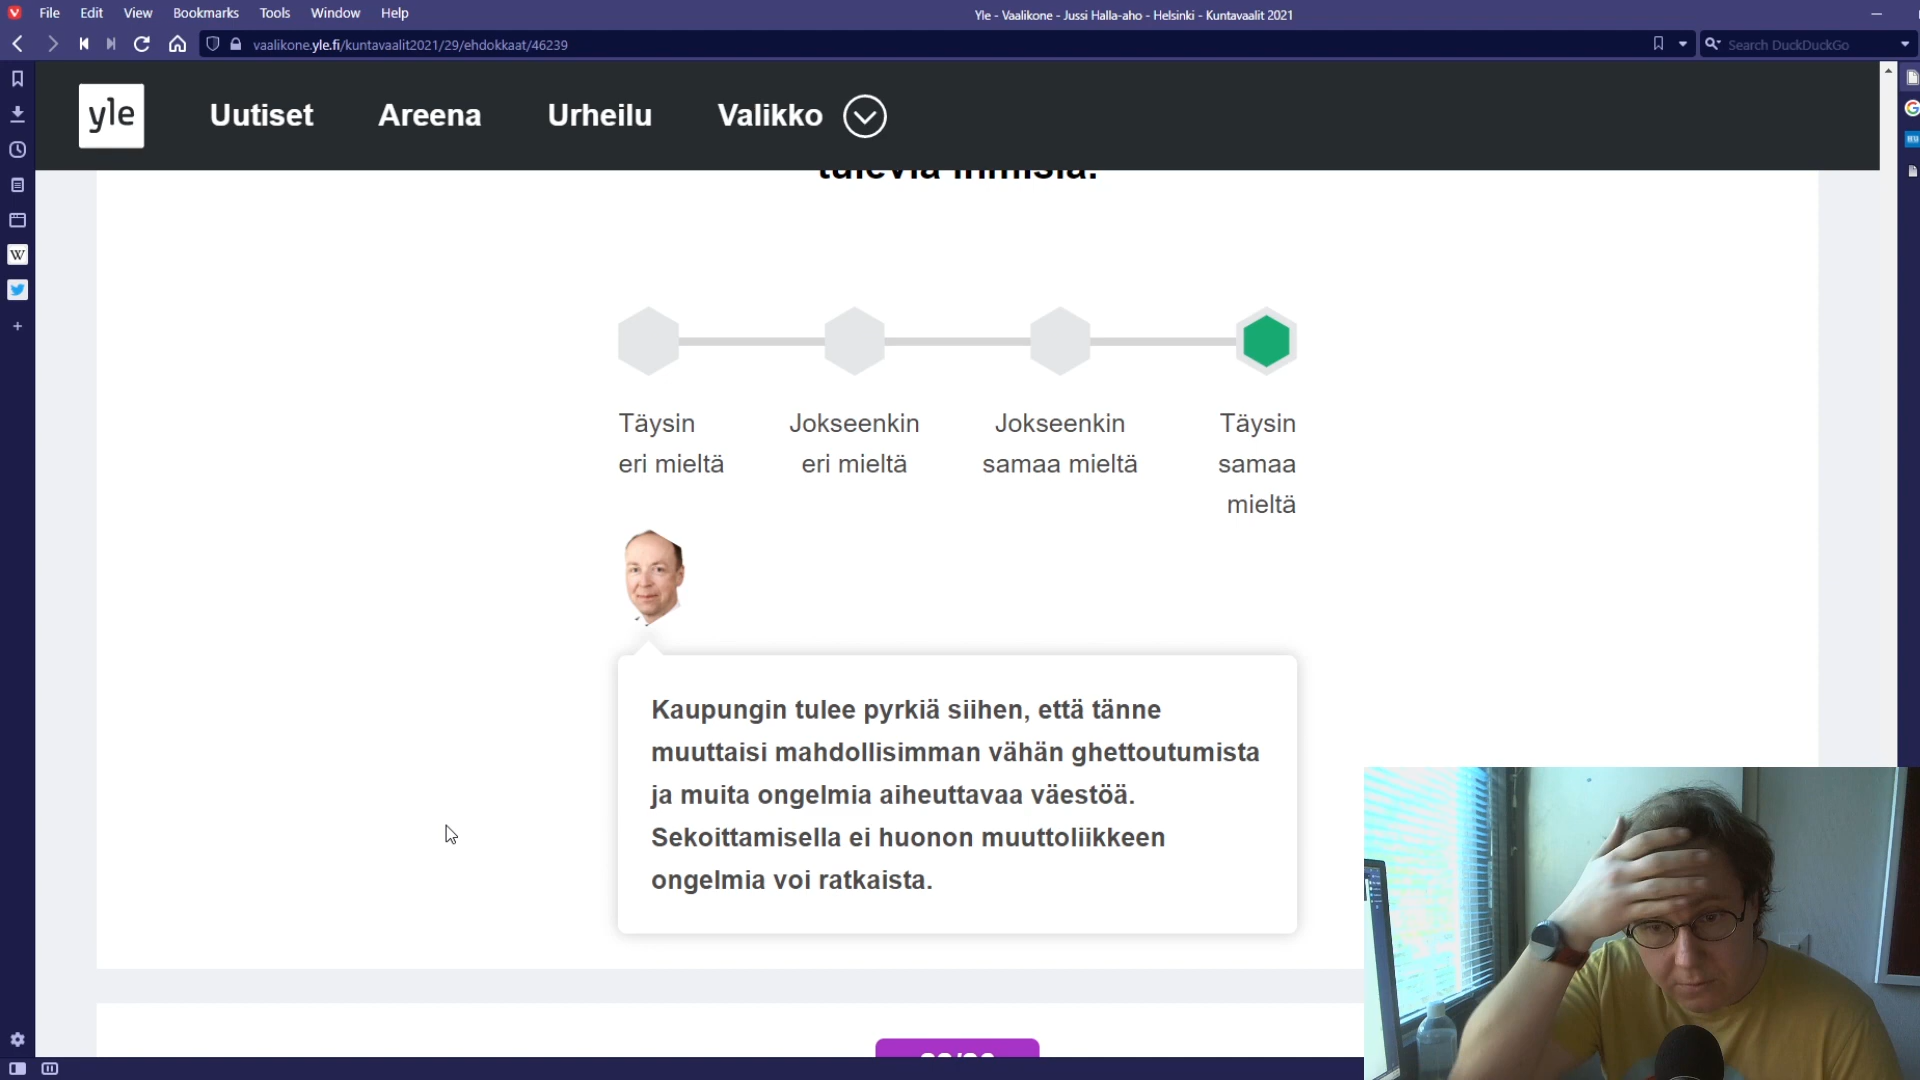 File Edit View Bookmarks Tools Window Help
Yle - Vaalikone - Jussi Halla-aho - Helsinki - Kuntavaalit 2021
vaalikone.yle.fi/kuntavaalit2021/29/ehdokkaat/46239
Search DuckDuckGo
yle
Uutiset Areena Urheilu Valikko
tulevia ihmisiä.
Täysin
eri mieltä
Jokseenkin
eri mieltä
Jokseenkin
samaa mieltä
Täysin
samaa
mieltä
Kaupungin tulee pyrkiä siihen, että tänne
muuttaisi mahdollisimman vähän ghettoutumista
ja muita ongelmia aiheuttavaa väestöä.
Sekoittamisella ei huonon muuttoliikkeen
ongelmia voi ratkaista.
W